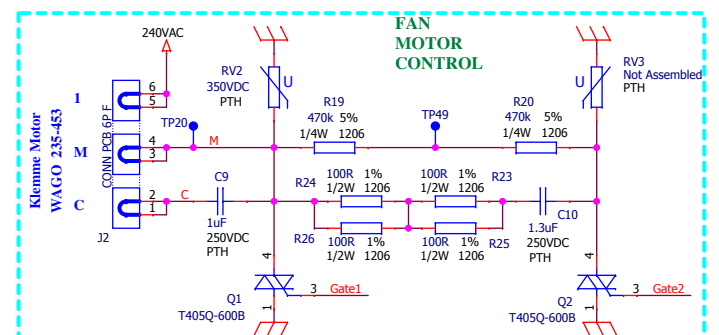 FAN
MOTOR
CONTROL
240VAC
Klemme Motor
WAGO 235-453
1
M
C
CONN PCB 6P F
6
5
4
3
2
1
J2
TP20
M
C
C9
1uF
250VDC
PTH
RV2
350VDC
PTH
U
R19
470k 5%
1/4W 1206
TP49
R20
470k 5%
1/4W 1206
RV3
Not Assembled
PTH
U
R24
100R 1%
1/2W 1206
R26
100R 1%
1/2W 1206
100R 1%
1/2W 1206
R23
100R 1%
1/2W 1206
R25
C10
1.3uF
250VDC
PTH
4
Q1
T405Q-600B
1
3 Gate1
4
Q2
T405Q-600B
1
3 Gate2